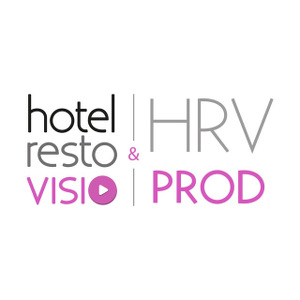 hotel
resto
VISIO
&
HRV
PROD